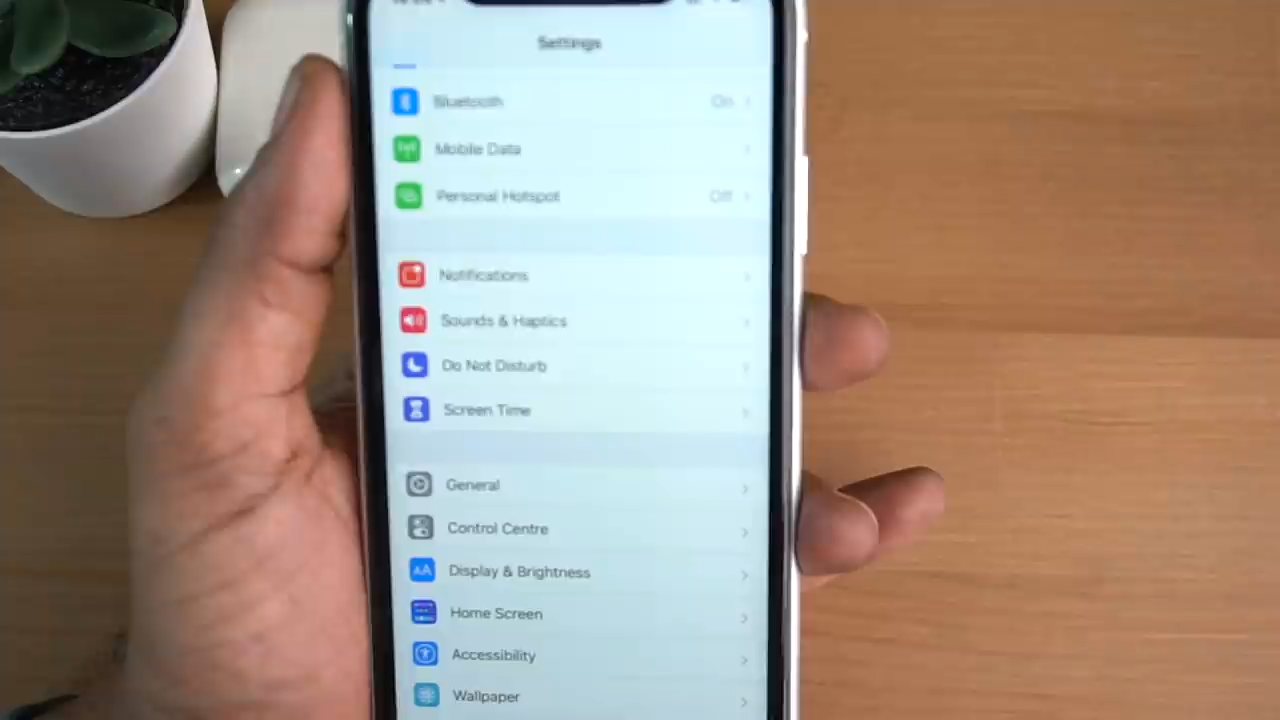 Settings
Bluetooth On
Mobile Data
Personal Hotspot Off
Notifications
Sounds & Haptics
Do Not Disturb
Screen Time
General
Control Centre
AA Display & Brightness
Home Screen
Accessibility
Wallpaper